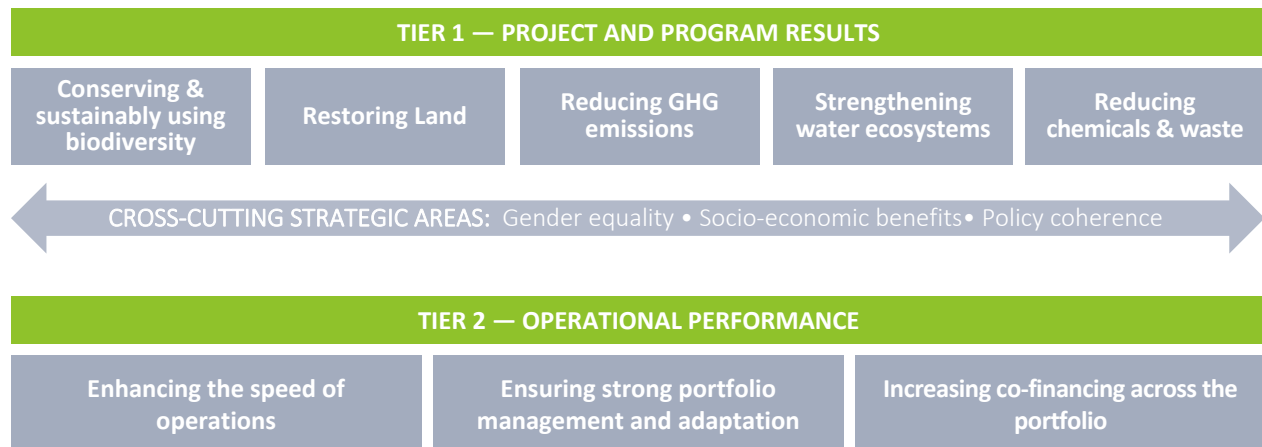 TIER 1 — PROJECT AND PROGRAM RESULTS
Conserving &
sustainably using
biodiversity
Restoring Land
Reducing GHG
emissions
Strengthening
water ecosystems
Reducing
chemicals & waste
CROSS-CUTTING STRATEGIC AREAS: Gender equality • Socio-economic benefits• Policy coherence
TIER 2 — OPERATIONAL PERFORMANCE
Enhancing the speed of
operations
Ensuring strong portfolio
management and adaptation
Increasing co-financing across the
portfolio